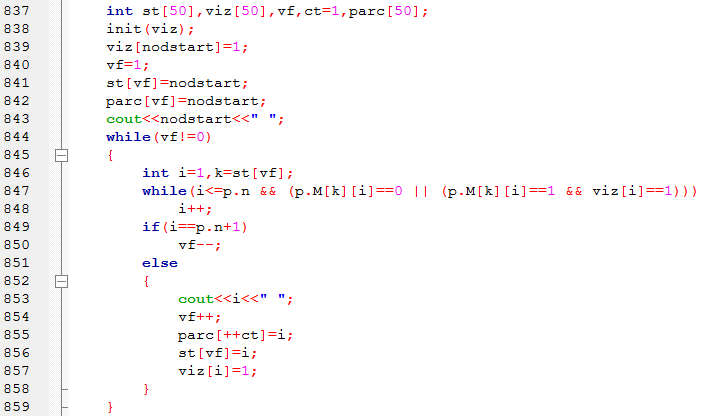 837 int st[50],viz[50],vf,ct=1,parc[50];
838 init(viz);
839 viz[nodstart]=1;
840 vf=1;
841 st[vf]=nodstart;
842 parc[vf]=nodstart;
843 cout<<nodstart<<" ";
844 while(vf!=0)
845 {
846 int i=1,k=st[vf];
847 while(i<=p.n && (p.M[k][i]==0 || (p.M[k][i]==1 && viz[i]==1)))
848 i++;
849 if(i==p.n+1)
850 vf--;
851 else
852 {
853 cout<<i<<" ";
854 vf++;
855 parc[++ct]=i;
856 st[vf]=i;
857 viz[i]=1;
858 }
859 }